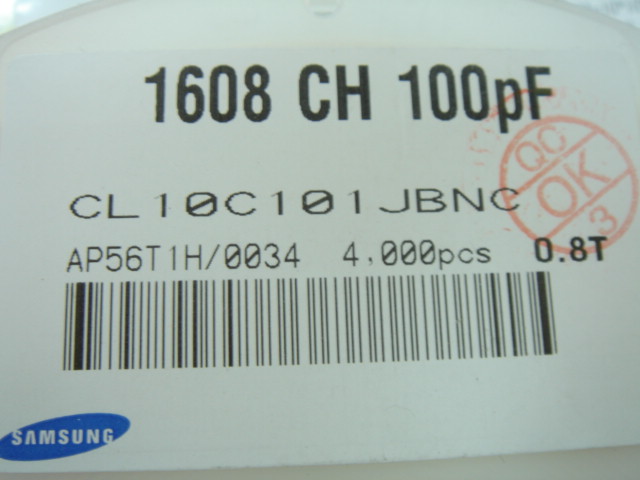 1608 CH 100pF
QC
OK
3
CL10C101JBNC
AP56T1H/0034 4,000pcs 0.8T
SAMSUNG